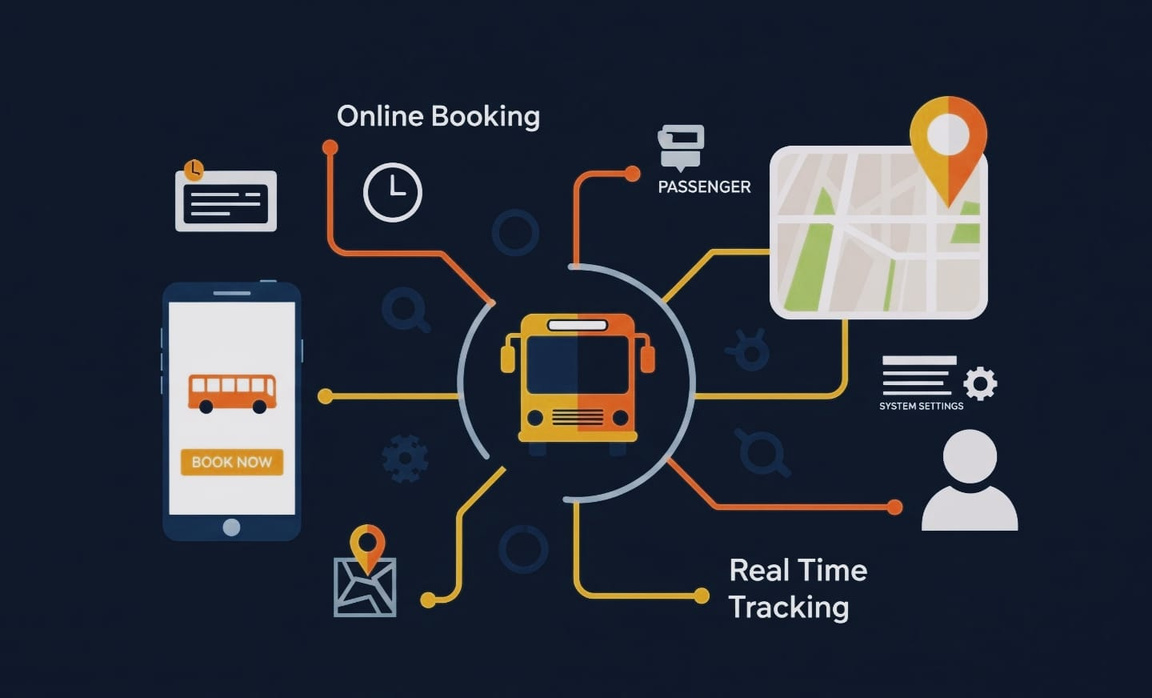 Online Booking
PASSENGER
SYSTEM SETTINGS
BOOK NOW
Real Time
Tracking